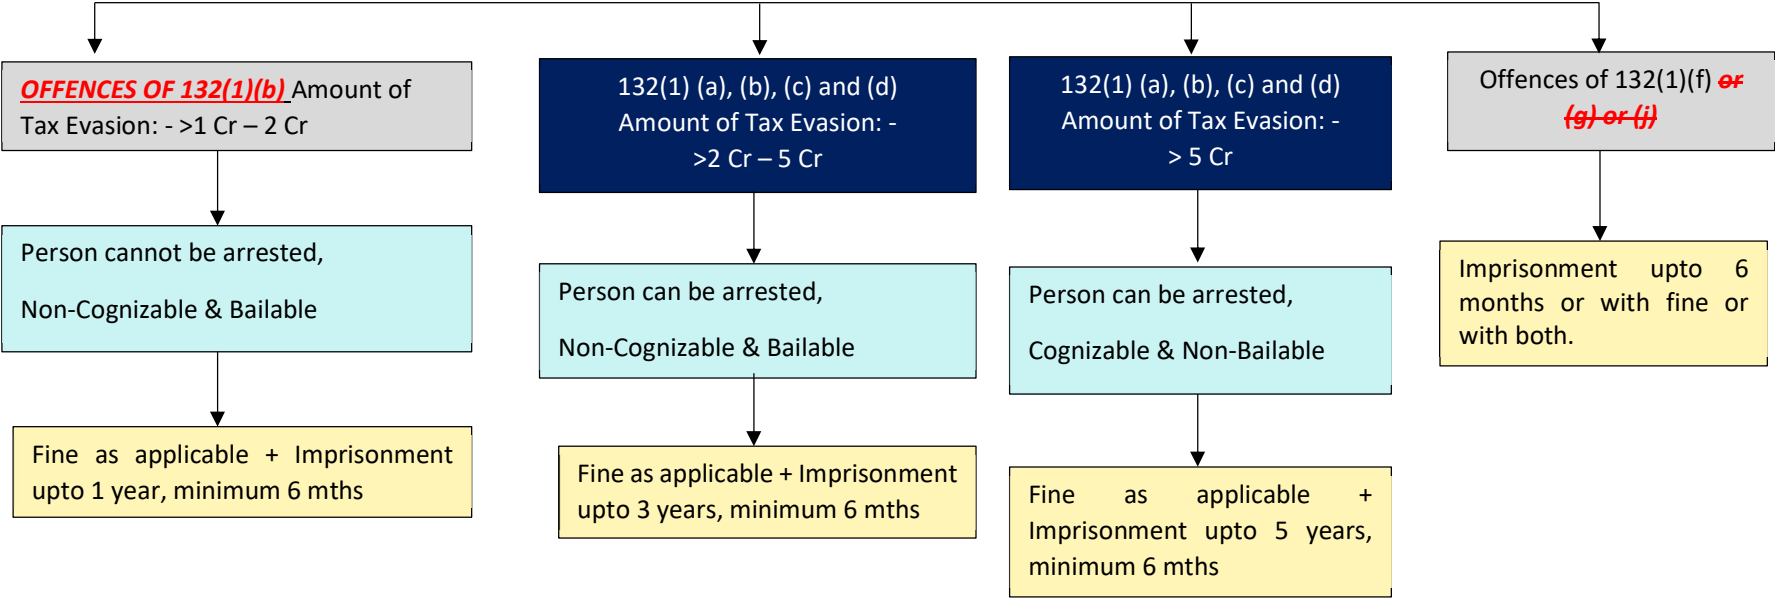 OFFENCES OF 132(1)(b) Amount of
Tax Evasion: - >1 Cr – 2 Cr
Person cannot be arrested,
Non-Cognizable & Bailable
Fine as applicable + Imprisonment
upto 1 year, minimum 6 mths
132(1) (a), (b), (c) and (d)
Amount of Tax Evasion: -
>2 Cr – 5 Cr
Person can be arrested,
Non-Cognizable & Bailable
Fine as applicable + Imprisonment
upto 3 years, minimum 6 mths
132(1) (a), (b), (c) and (d)
Amount of Tax Evasion: -
> 5 Cr
Person can be arrested,
Cognizable & Non-Bailable
Fine as applicable +
Imprisonment upto 5 years,
minimum 6 mths
Offences of 132(1)(f) or
(g) or (j)
Imprisonment upto 6
months or with fine or
with both.